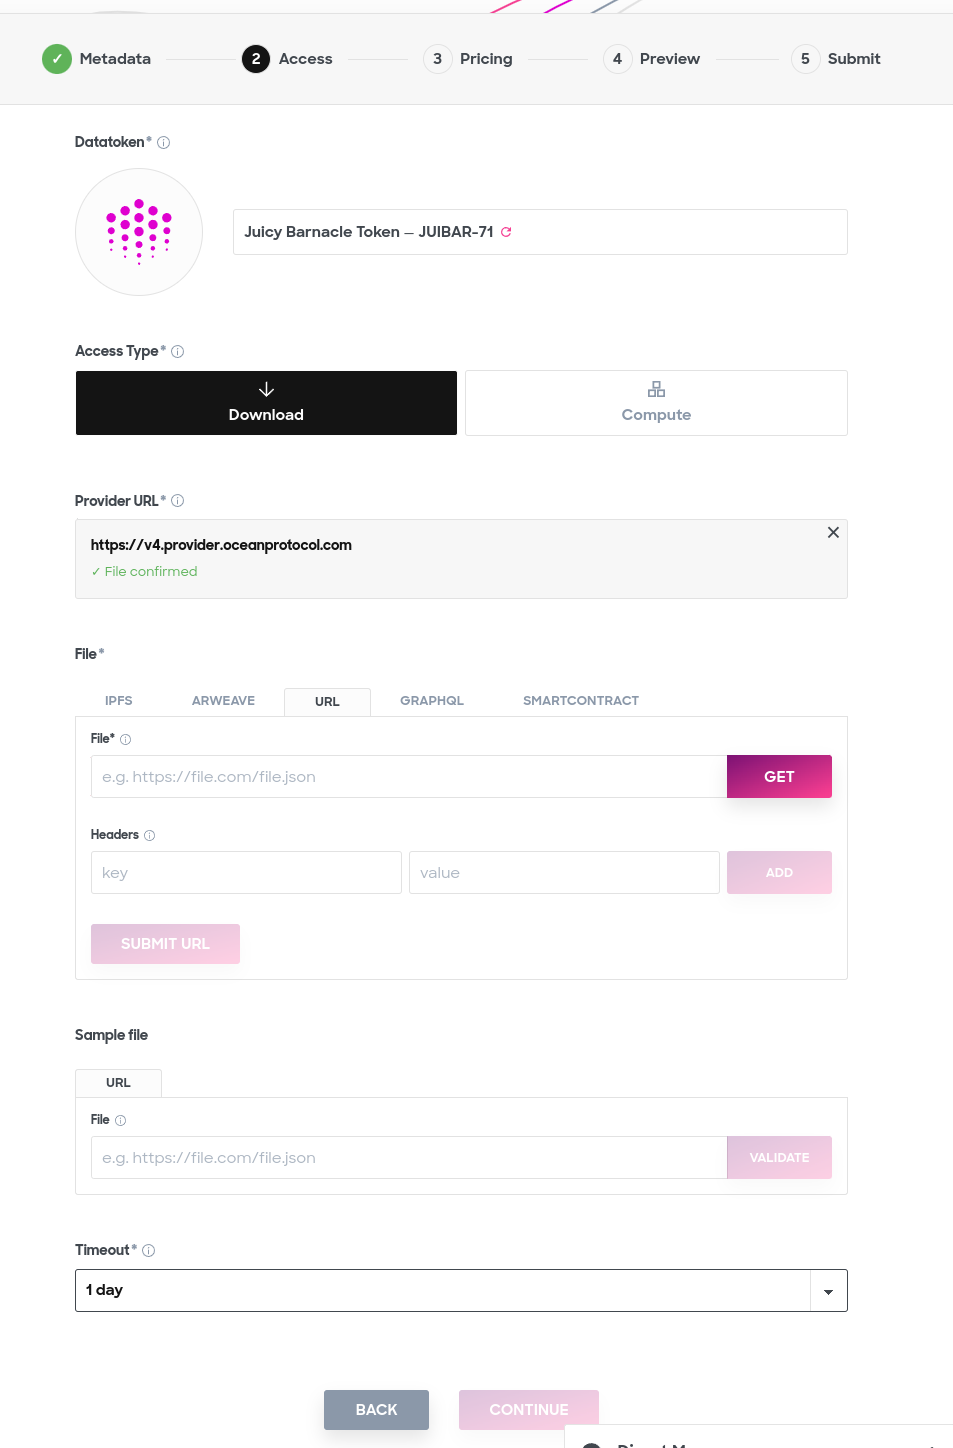 ✓ Metadata 2 Access 3 Pricing 4 Preview 5 Submit
Datatoken*
Juicy Barnacle Token — JUIBAR-71
Access Type*
Download
Compute
Provider URL*
https://v4.provider.oceanprotocol.com
✓ File confirmed
File*
IPFS ARWEAVE URL GRAPHQL SMARTCONTRACT
File*
e.g. https://file.com/file.json GET
Headers
key value ADD
SUBMIT URL
Sample file
URL
File
e.g. https://file.com/file.json VALIDATE
Timeout*
1 day
BACK CONTINUE